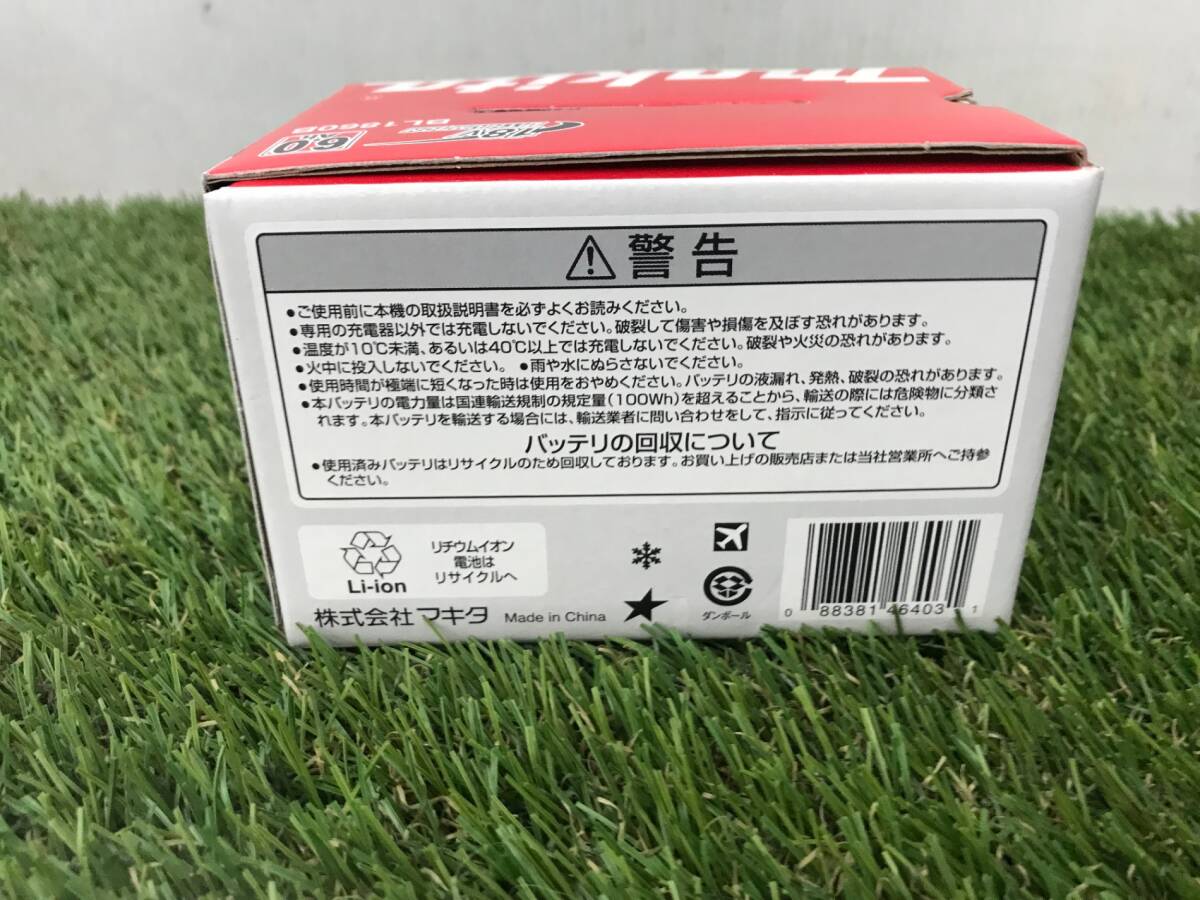 makita
BL1860B
18V
6.0
Ah
警告
●ご使用前に本機の取扱説明書を必ずよくお読みください。
●専用の充電器以外では充電しないでください。破裂して傷害や損傷を及ぼす恐れがあります。
●温度が10℃未満、あるいは40℃以上では充電しないでください。破裂や火災の恐れがあります。
●火中に投入しないでください。 ●雨や水にぬらさないでください。
●使用時間が極端に短くなった時は使用をおやめください。バッテリの液漏れ、発熱、破裂の恐れがあります。
●本バッテリの電力量は国連輸送規制の規定量(100Wh)を超えることから、輸送の際には危険物に分類さ
れます。本バッテリを輸送する場合には、輸送業者に問い合わせをして、指示に従ってください。
バッテリの回収について
●使用済みバッテリはリサイクルのため回収しております。お買い上げの販売店または当社営業所へご持参
ください。
Li-ion
リチウムイオン
電池は
リサイクルへ
株式会社マキタ Made in China
ダンボール
0 88381 46403 1